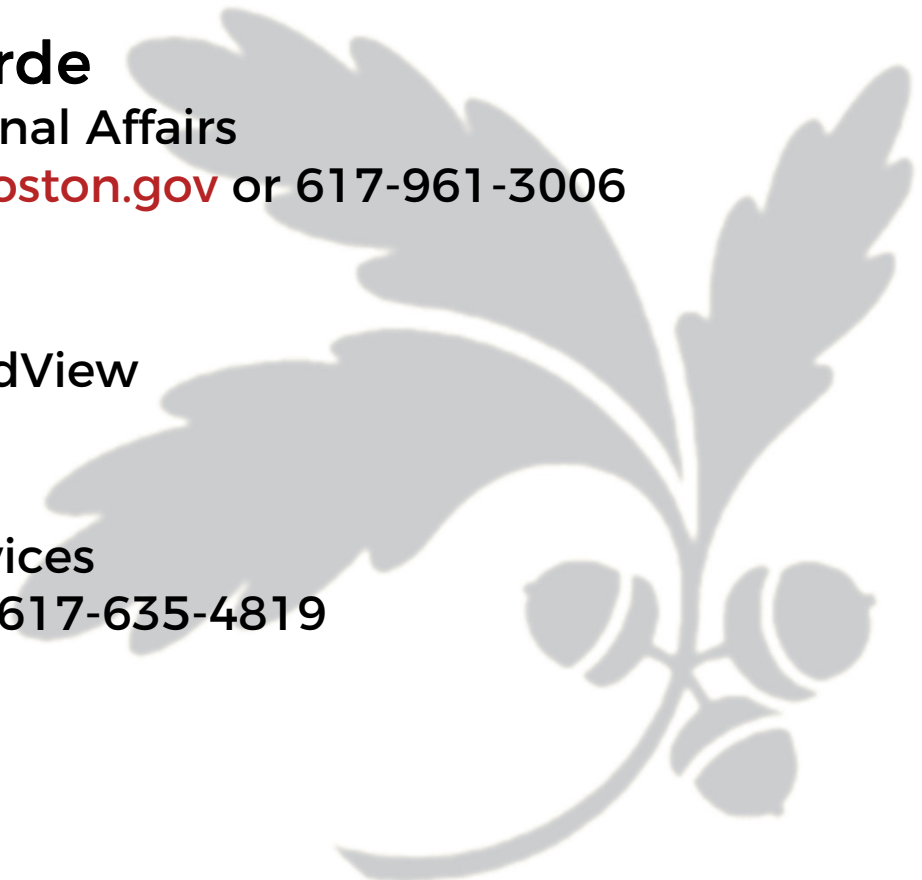 rde
nal Affairs
oston.gov or 617-961-3006
dView
vices
617-635-4819